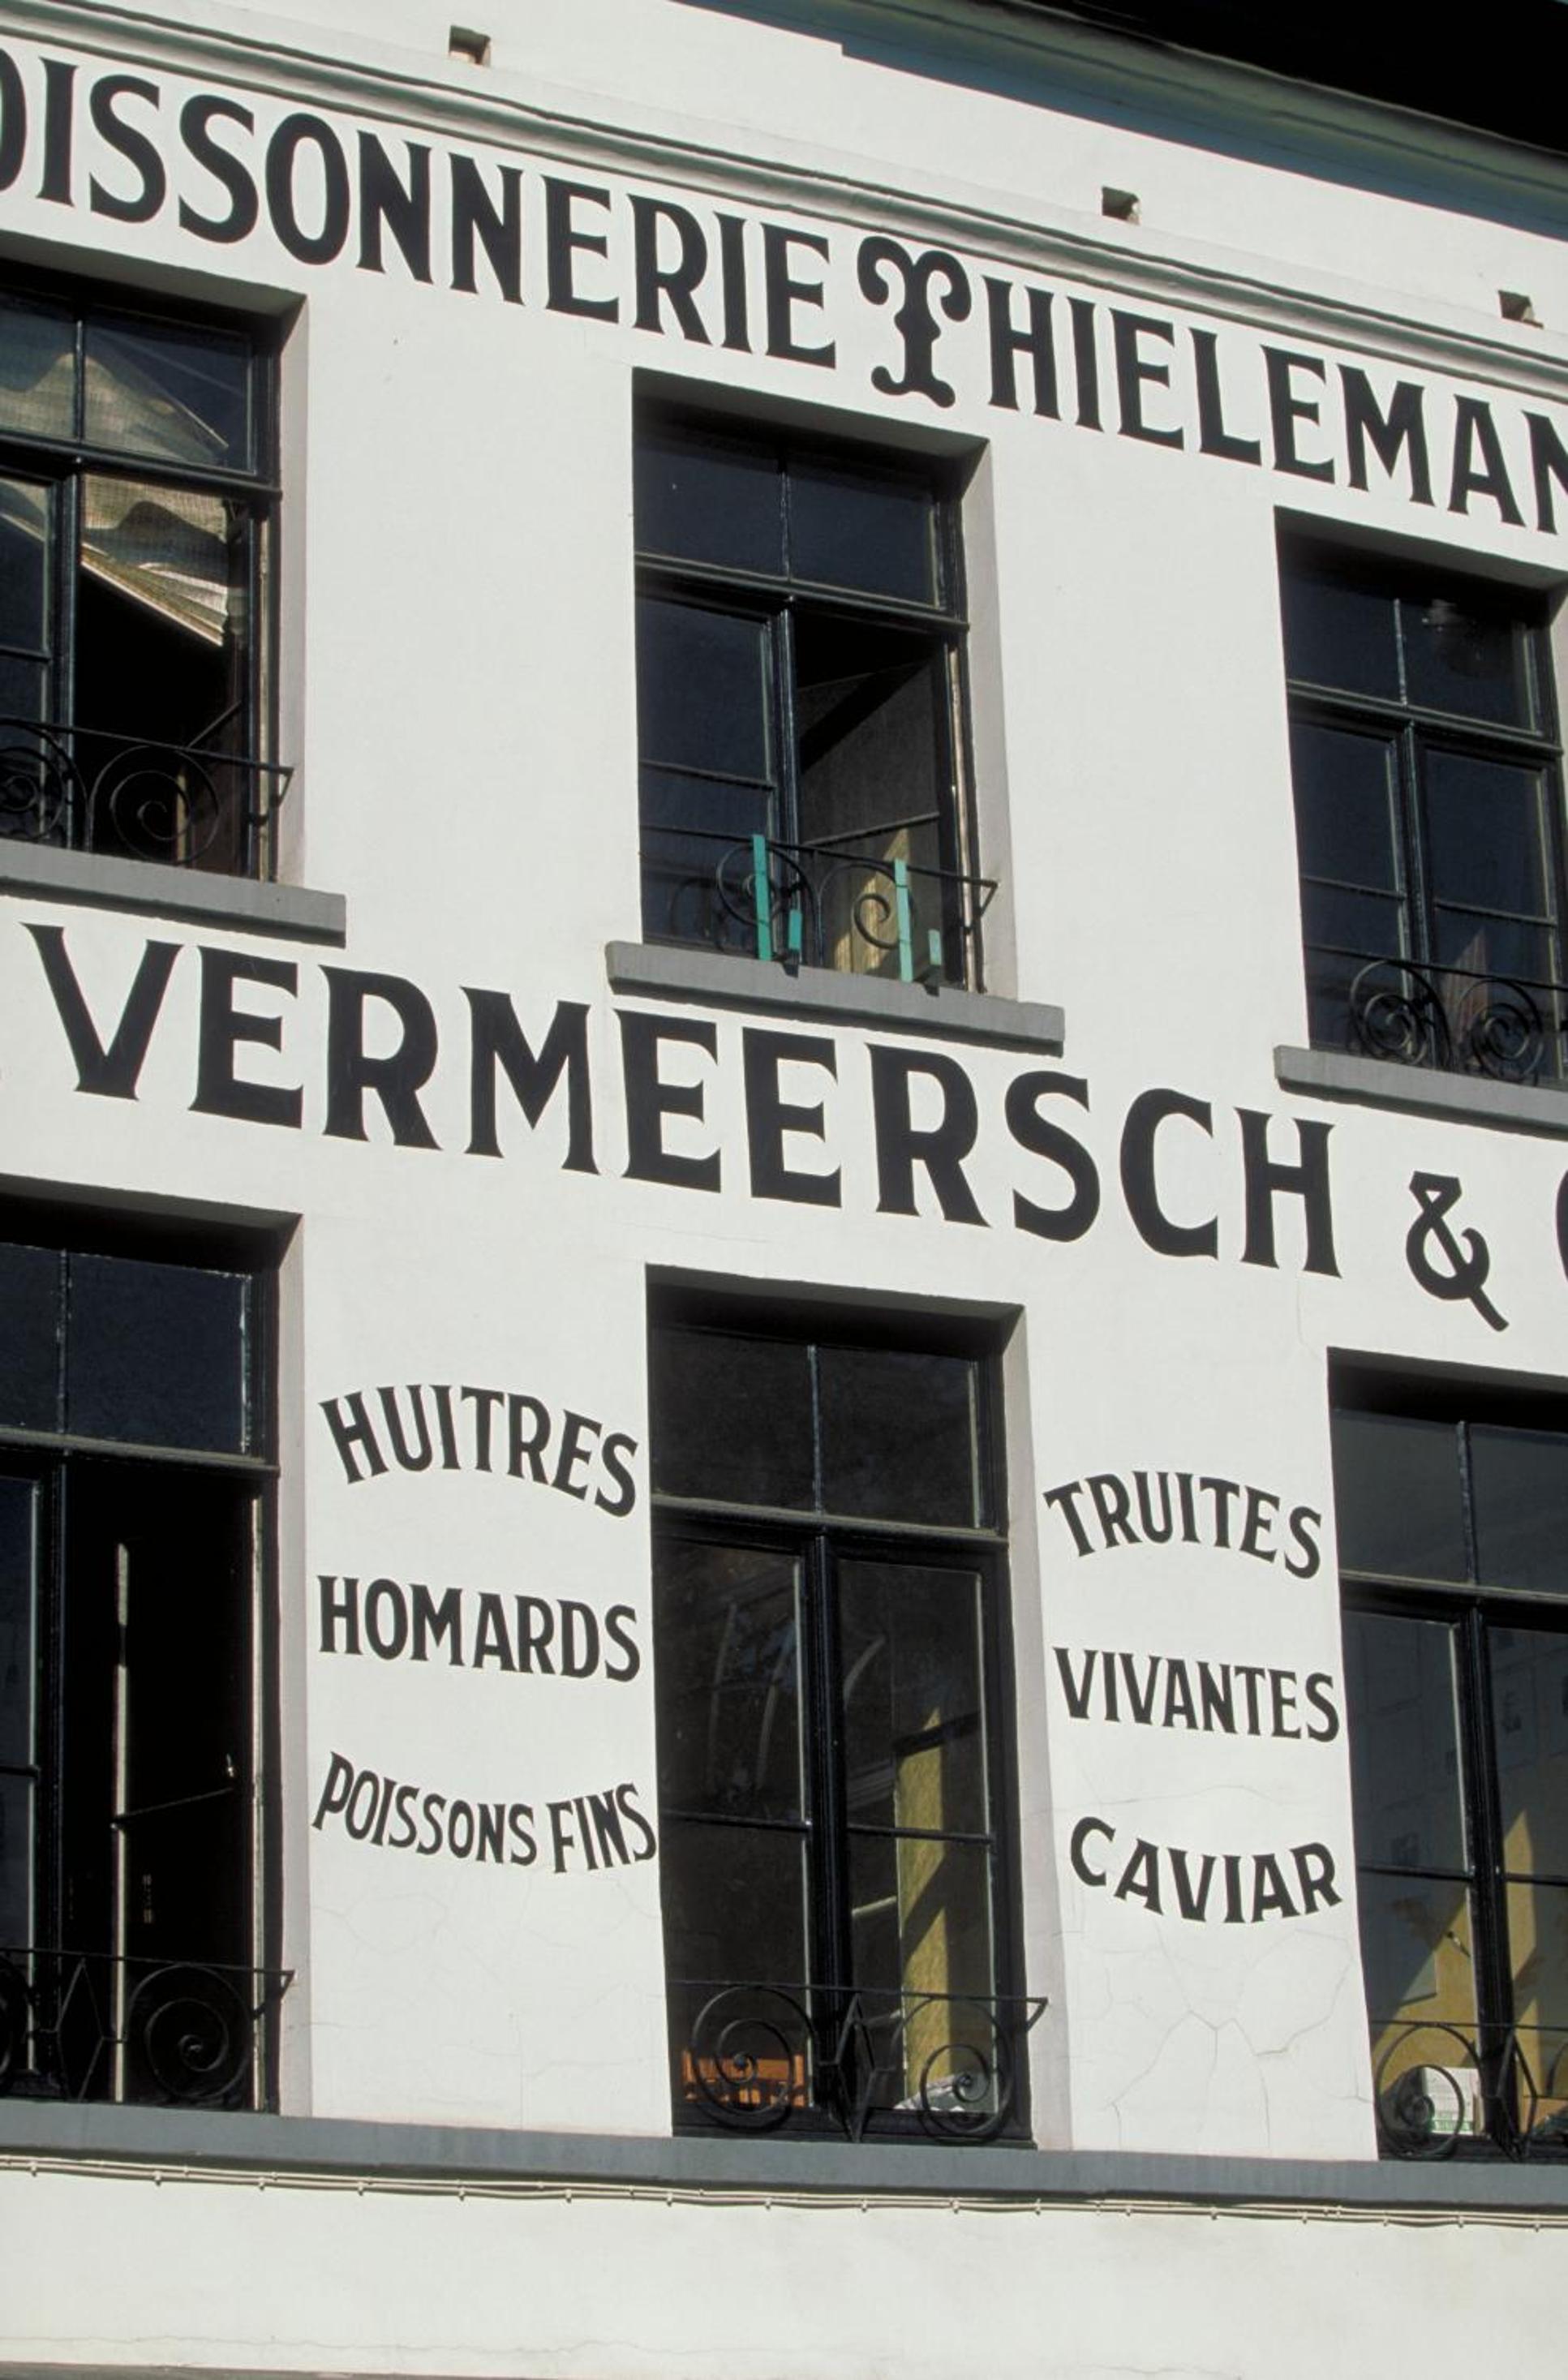 OISSONNERIE THIELEMAN
VERMEERSCH &
HUITRES
HOMARDS
POISSONS FINS
TRUITES
VIVANTES
CAVIAR